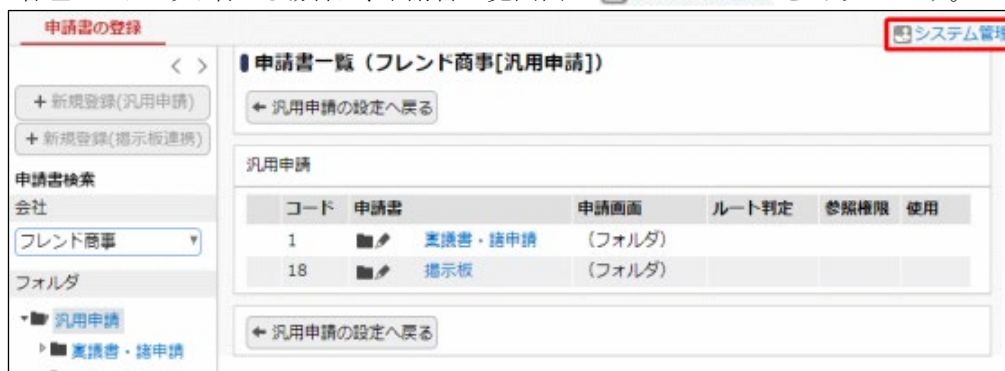 申請書の登録
システム管理
+ 新規登録(汎用申請)
+ 新規登録(掲示板連携)
申請書検索
会社
フレンド商事
フォルダ
汎用申請
稟議書・諸申請
申請書一覧（フレンド商事[汎用申請]）
汎用申請の設定へ戻る
汎用申請
コード 申請書 申請画面 ルート判定 参照権限 使用
1 稟議書・諸申請 （フォルダ）
18 掲示板 （フォルダ）
汎用申請の設定へ戻る